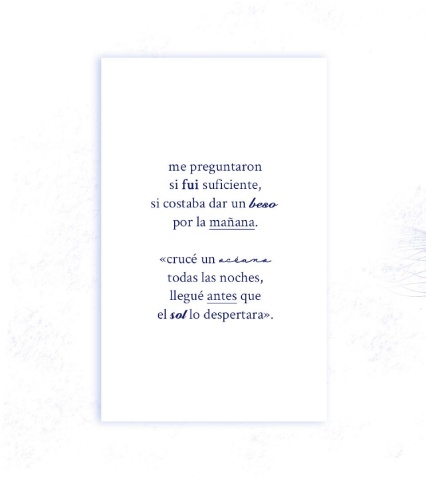 me preguntaron
si fui suficiente,
si costaba dar un beso
por la mañana.
«crucé un océano
todas las noches,
llegué antes que
el sol lo despertara».